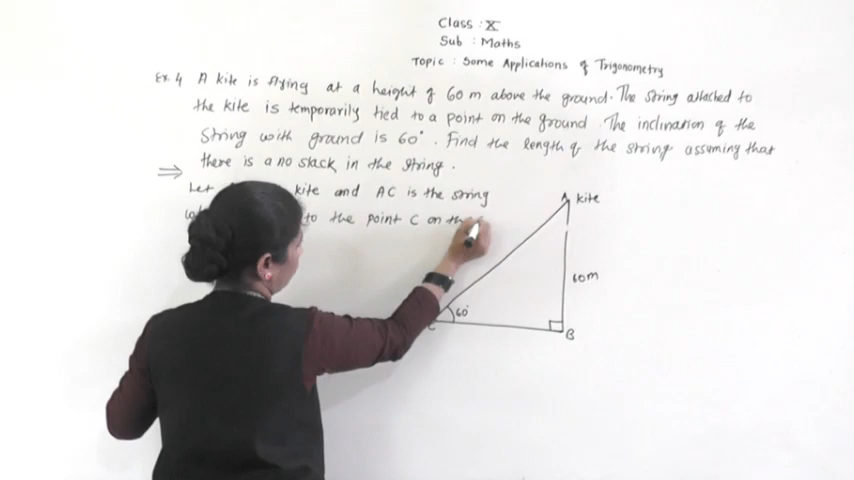 Class : X
Sub : Maths
Topic : Some Applications of Trigonometry
Ex. 4 A kite is flying at a height of 60 m above the ground. The string attached to
the kite is temporarily tied to a point on the ground. The inclination of the
string with ground is 60°. Find the length of the string assuming that
there is a no slack in the string.
⇒
Let kite and AC is the string
to the point C on the
A kite
60m
60°
C
B